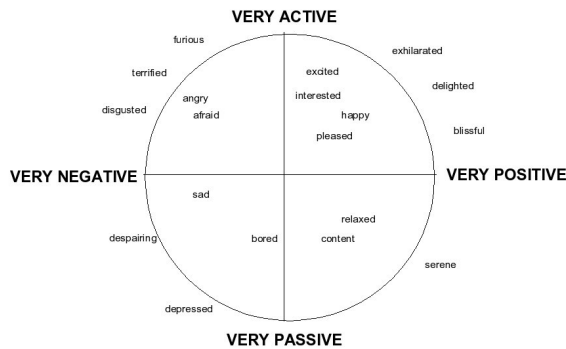 VERY ACTIVE
furious
exhilarated
terrified
excited
delighted
angry
interested
disgusted
afraid
happy
blissful
pleased
VERY NEGATIVE
VERY POSITIVE
sad
relaxed
despairing
bored
content
serene
depressed
VERY PASSIVE